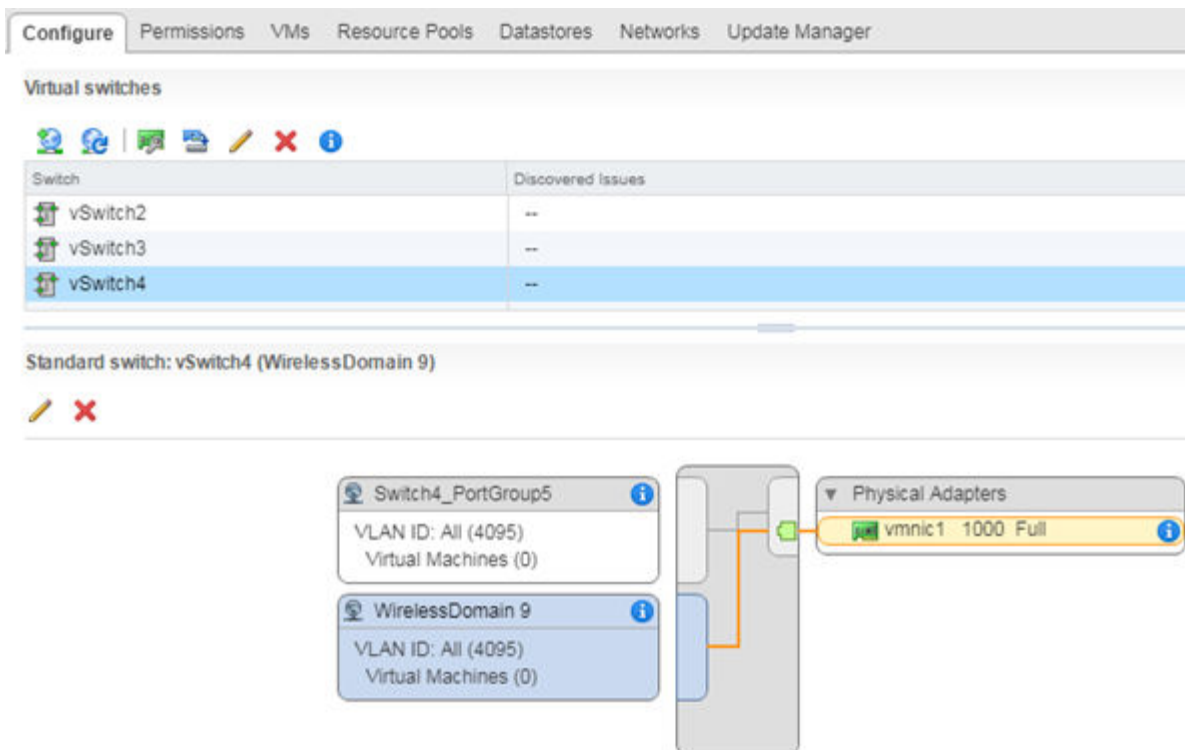 Configure Permissions VMs Resource Pools Datastores Networks Update Manager
Virtual switches
Switch Discovered Issues
vSwitch2 --
vSwitch3 --
vSwitch4 --
Standard switch: vSwitch4 (WirelessDomain 9)
Switch4_PortGroup5
VLAN ID: All (4095)
Virtual Machines (0)
WirelessDomain 9
VLAN ID: All (4095)
Virtual Machines (0)
Physical Adapters
vmnic1 1000 Full